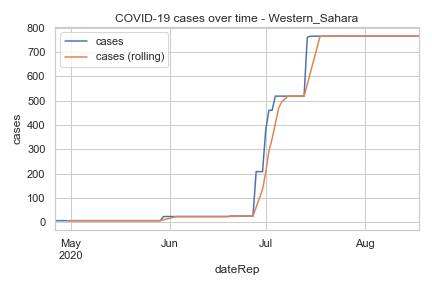 COVID-19 cases over time - Western_Sahara
cases
cases (rolling)
800
700
600
500
400
300
200
100
0
cases
May
2020
Jun
Jul
Aug
dateRep